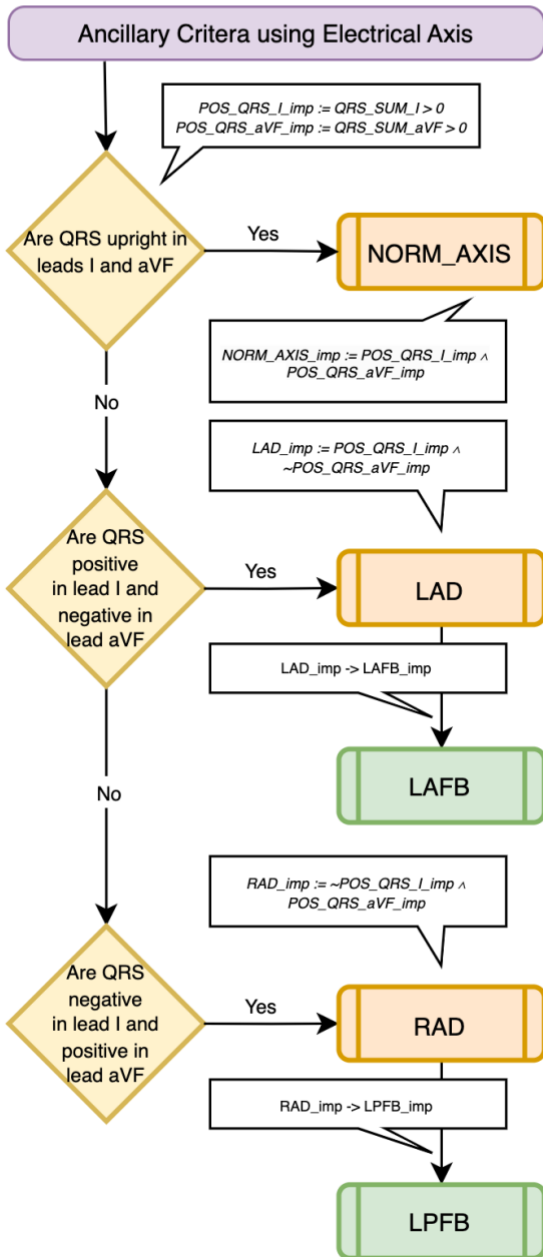 Ancillary Critera using Electrical Axis
POS_QRS_I_imp := QRS_SUM_I > 0
POS_QRS_aVF_imp := QRS_SUM_aVF > 0
Are QRS upright in
leads I and aVF
Yes
NORM_AXIS
NORM_AXIS_imp := POS_QRS_I_imp ∧
POS_QRS_aVF_imp
No
LAD_imp := POS_QRS_I_imp ∧
~POS_QRS_aVF_imp
Are QRS
positive
in lead I and
negative in
lead aVF
Yes
LAD
LAD_imp -> LAFB_imp
LAFB
No
RAD_imp := ~POS_QRS_I_imp ∧
POS_QRS_aVF_imp
Are QRS
negative
in lead I and
positive in
lead aVF
Yes
RAD
RAD_imp -> LPFB_imp
LPFB